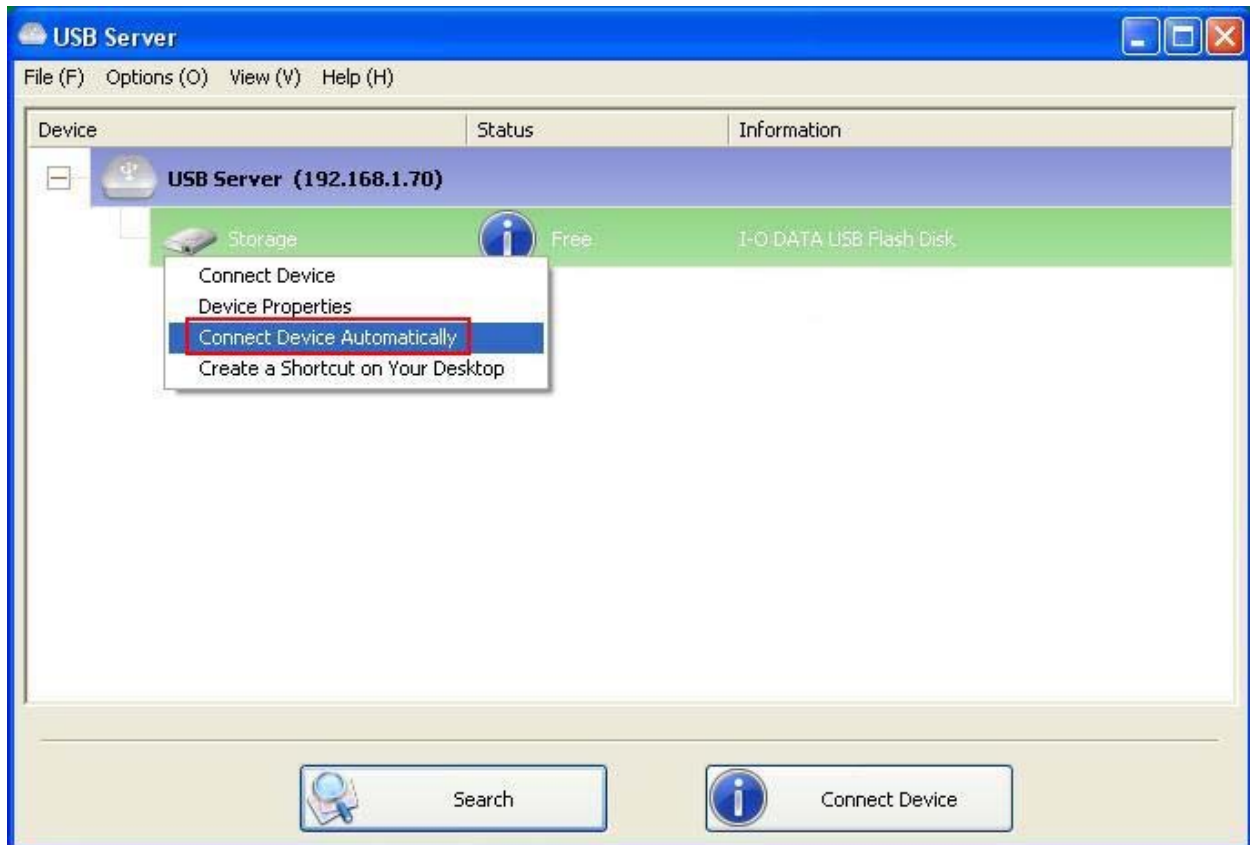 USB Server
File (F) Options (O) View (V) Help (H)
Device Status Information
USB Server (192.168.1.70)
Storage Free I-O DATA USB Flash Disk
Connect Device
Device Properties
Connect Device Automatically
Create a Shortcut on Your Desktop
Search Connect Device